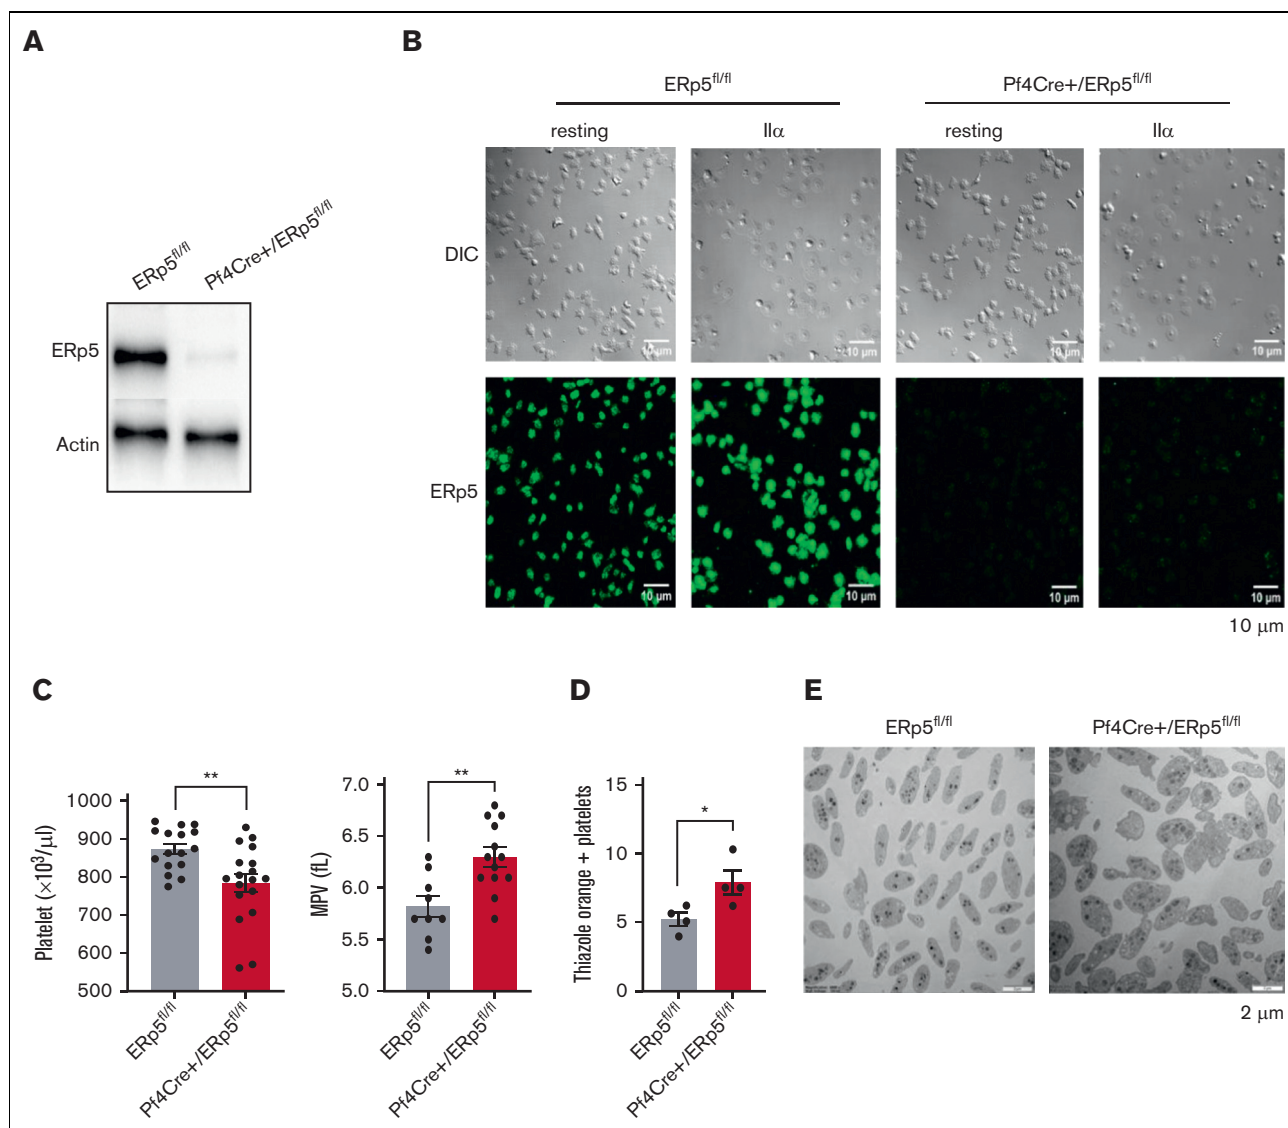 A
ERp5fl/fl
Pf4Cre+/ERp5fl/fl
ERp5
Actin
B
ERp5fl/fl
Pf4Cre+/ERp5fl/fl
resting
IIα
resting
IIα
DIC
10 µm
10 µm
10 µm
10 µm
ERp5
10 µm
10 µm
10 µm
10 µm
10 µm
C
**
1000
900
800
700
600
500
Platelet (×10³/µl)
ERp5fl/fl
Pf4Cre+/ERp5fl/fl
**
7.0
6.5
6.0
5.5
5.0
MPV (fL)
ERp5fl/fl
Pf4Cre+/ERp5fl/fl
D
*
15
10
5
0
Thiazole orange + platelets
ERp5fl/fl
Pf4Cre+/ERp5fl/fl
E
ERp5fl/fl
Pf4Cre+/ERp5fl/fl
2 µm